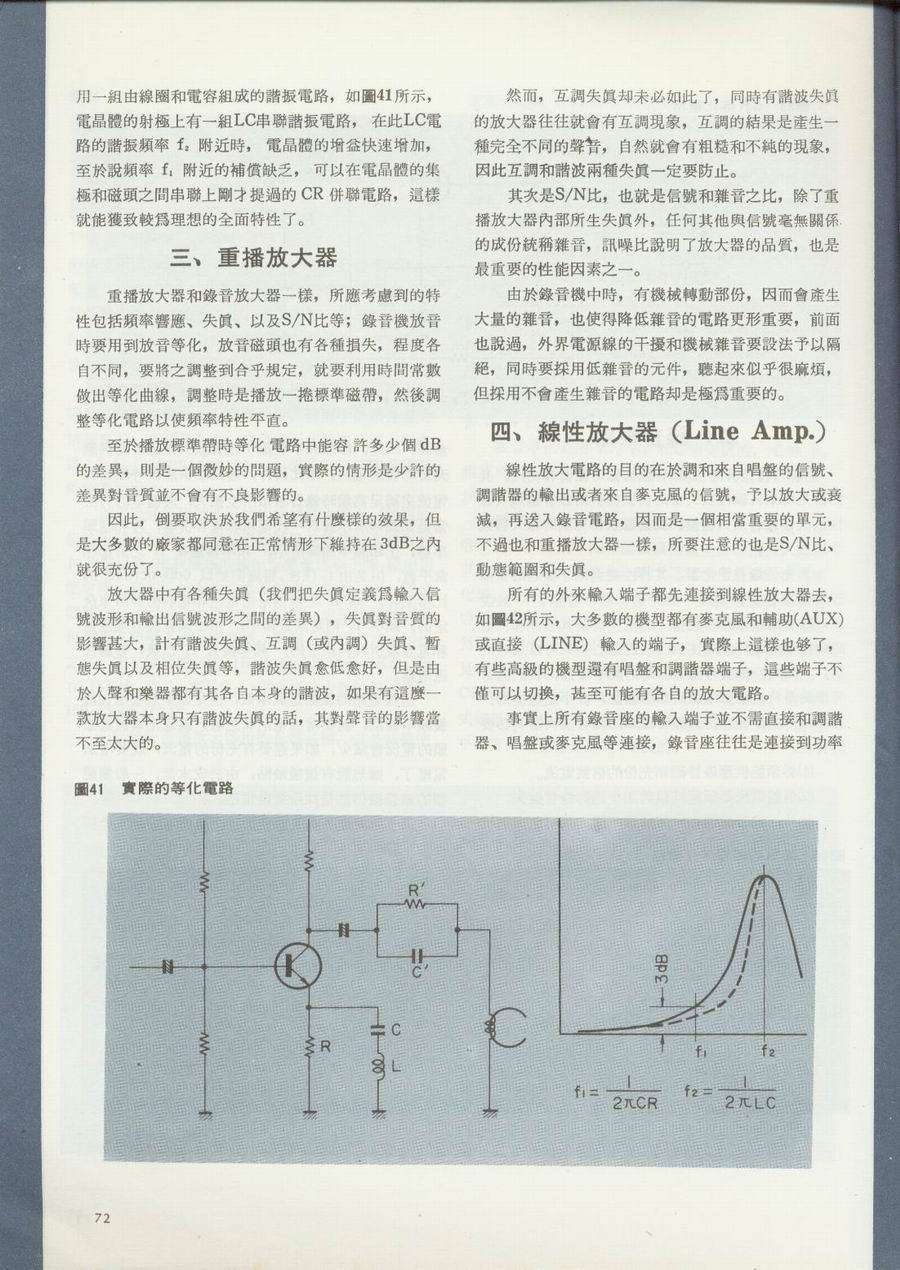 用一組由線圈和電容組成的諧振電路，如圖41所示，
電晶體的射極上有一組LC串聯諧振電路， 在此LC電
路的諧振頻率 f₂ 附近時， 電晶體的增益快速增加，
至於說頻率 f₁ 附近的補償缺乏， 可以在電晶體的集
極和磁頭之間串聯上剛才提過的 CR 併聯電路，這樣
就能獲致較爲理想的全面特性了。
三、重播放大器
重播放大器和錄音放大器一樣，所應考慮到的特
性包括頻率響應、失眞、以及S/N比等；錄音機放音
時要用到放音等化，放音磁頭也有各種損失，程度各
自不同，要將之調整到合乎規定，就要利用時間常數
做出等化曲線，調整時是播放一捲標準磁帶，然後調
整等化電路以使頻率特性平直。
至於播放標準帶時等化 電路中能容 許多少個 dB
的差異，則是一個微妙的問題，實際的情形是少許的
差異對音質並不會有不良影響的。
因此，倒要取決於我們希望有什麼樣的效果，但
是大多數的廠家都同意在正常情形下維持在 3dB之內
就很充份了。
放大器中有各種失眞（我們把失眞定義爲輸入信
號波形和輸出信號波形之間的差異），失眞對音質的
影響甚大，計有諧波失眞、互調（或內調）失眞、暫
態失眞以及相位失眞等，諧波失眞愈低愈好，但是由
於人聲和樂器都有其各自本身的諧波，如果有這麼一
款放大器本身只有諧波失眞的話，其對聲音的影響當
不至太大的。
然而，互調失眞却未必如此了，同時有諧波失眞
的放大器往往就會有互調現象，互調的結果是產生一
種完全不同的聲音，自然就會有粗糙和不純的現象，
因此互調和諧波兩種失眞一定要防止。
其次是S/N比，也就是信號和雜音之比，除了重
播放大器內部所生失眞外，任何其他與信號毫無關係
的成份統稱雜音，訊噪比說明了放大器的品質，也是
最重要的性能因素之一。
由於錄音機中時，有機械轉動部份，因而會產生
大量的雜音，也使得降低雜音的電路更形重要，前面
也說過，外界電源線的干擾和機械雜音要設法予以隔
絕，同時要採用低雜音的元件，聽起來似乎很麻煩，
但採用不會產生雜音的電路却是極爲重要的。
四、線性放大器（Line Amp.）
線性放大電路的目的在於調和來自唱盤的信號、
調諧器的輸出或者來自麥克風的信號，予以放大或衰
減，再送入錄音電路，因而是一個相當重要的單元，
不過也和重播放大器一樣，所要注意的也是S/N比、
動態範圍和失眞。
所有的外來輸入端子都先連接到線性放大器去，
如圖42所示，大多數的機型都有麥克風和輔助(AUX)
或直接（LINE）輸入的端子， 實際上這樣也够了，
有些高級的機型還有唱盤和調諧器端子，這些端子不
僅可以切換，甚至可能有各自的放大電路。
事實上所有錄音座的輸入端子並不需直接和調諧
器、唱盤或麥克風等連接，錄音座往往是連接到功率
圖41 實際的等化電路
R′
C′
C
R
L
3dB
f₁
f₂
f₁= 1/2πCR f₂= 1/2πLC
72